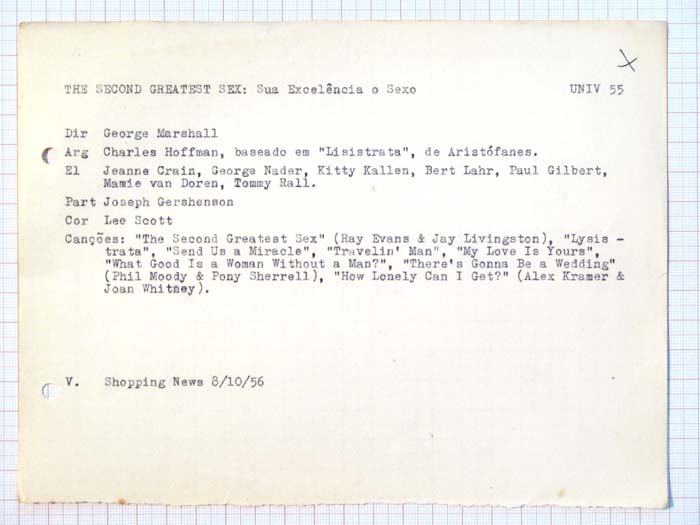 THE SECOND GREATEST SEX: Sua Excelência o Sexo UNIV 55
Dir George Marshall
Arg Charles Hoffman, baseado em "Lisistrata", de Aristófanes.
El Jeanne Crain, George Nader, Kitty Kallen, Bert Lahr, Paul Gilbert,
Mamie van Doren, Tommy Rall.
Part Joseph Gershenson
Cor Lee Scott
Canções: "The Second Greatest Sex" (Ray Evans & Jay Livingston), "Lysis -
trata", "Send Us a Miracle", "Travelin' Man", "My Love Is Yours",
"What Good Is a Woman Without a Man?", "There's Gonna Be a Wedding"
(Phil Moody & Pony Sherrell), "How Lonely Can I Get?" (Alex Kramer &
Joan Whitney).
V. Shopping News 8/10/56